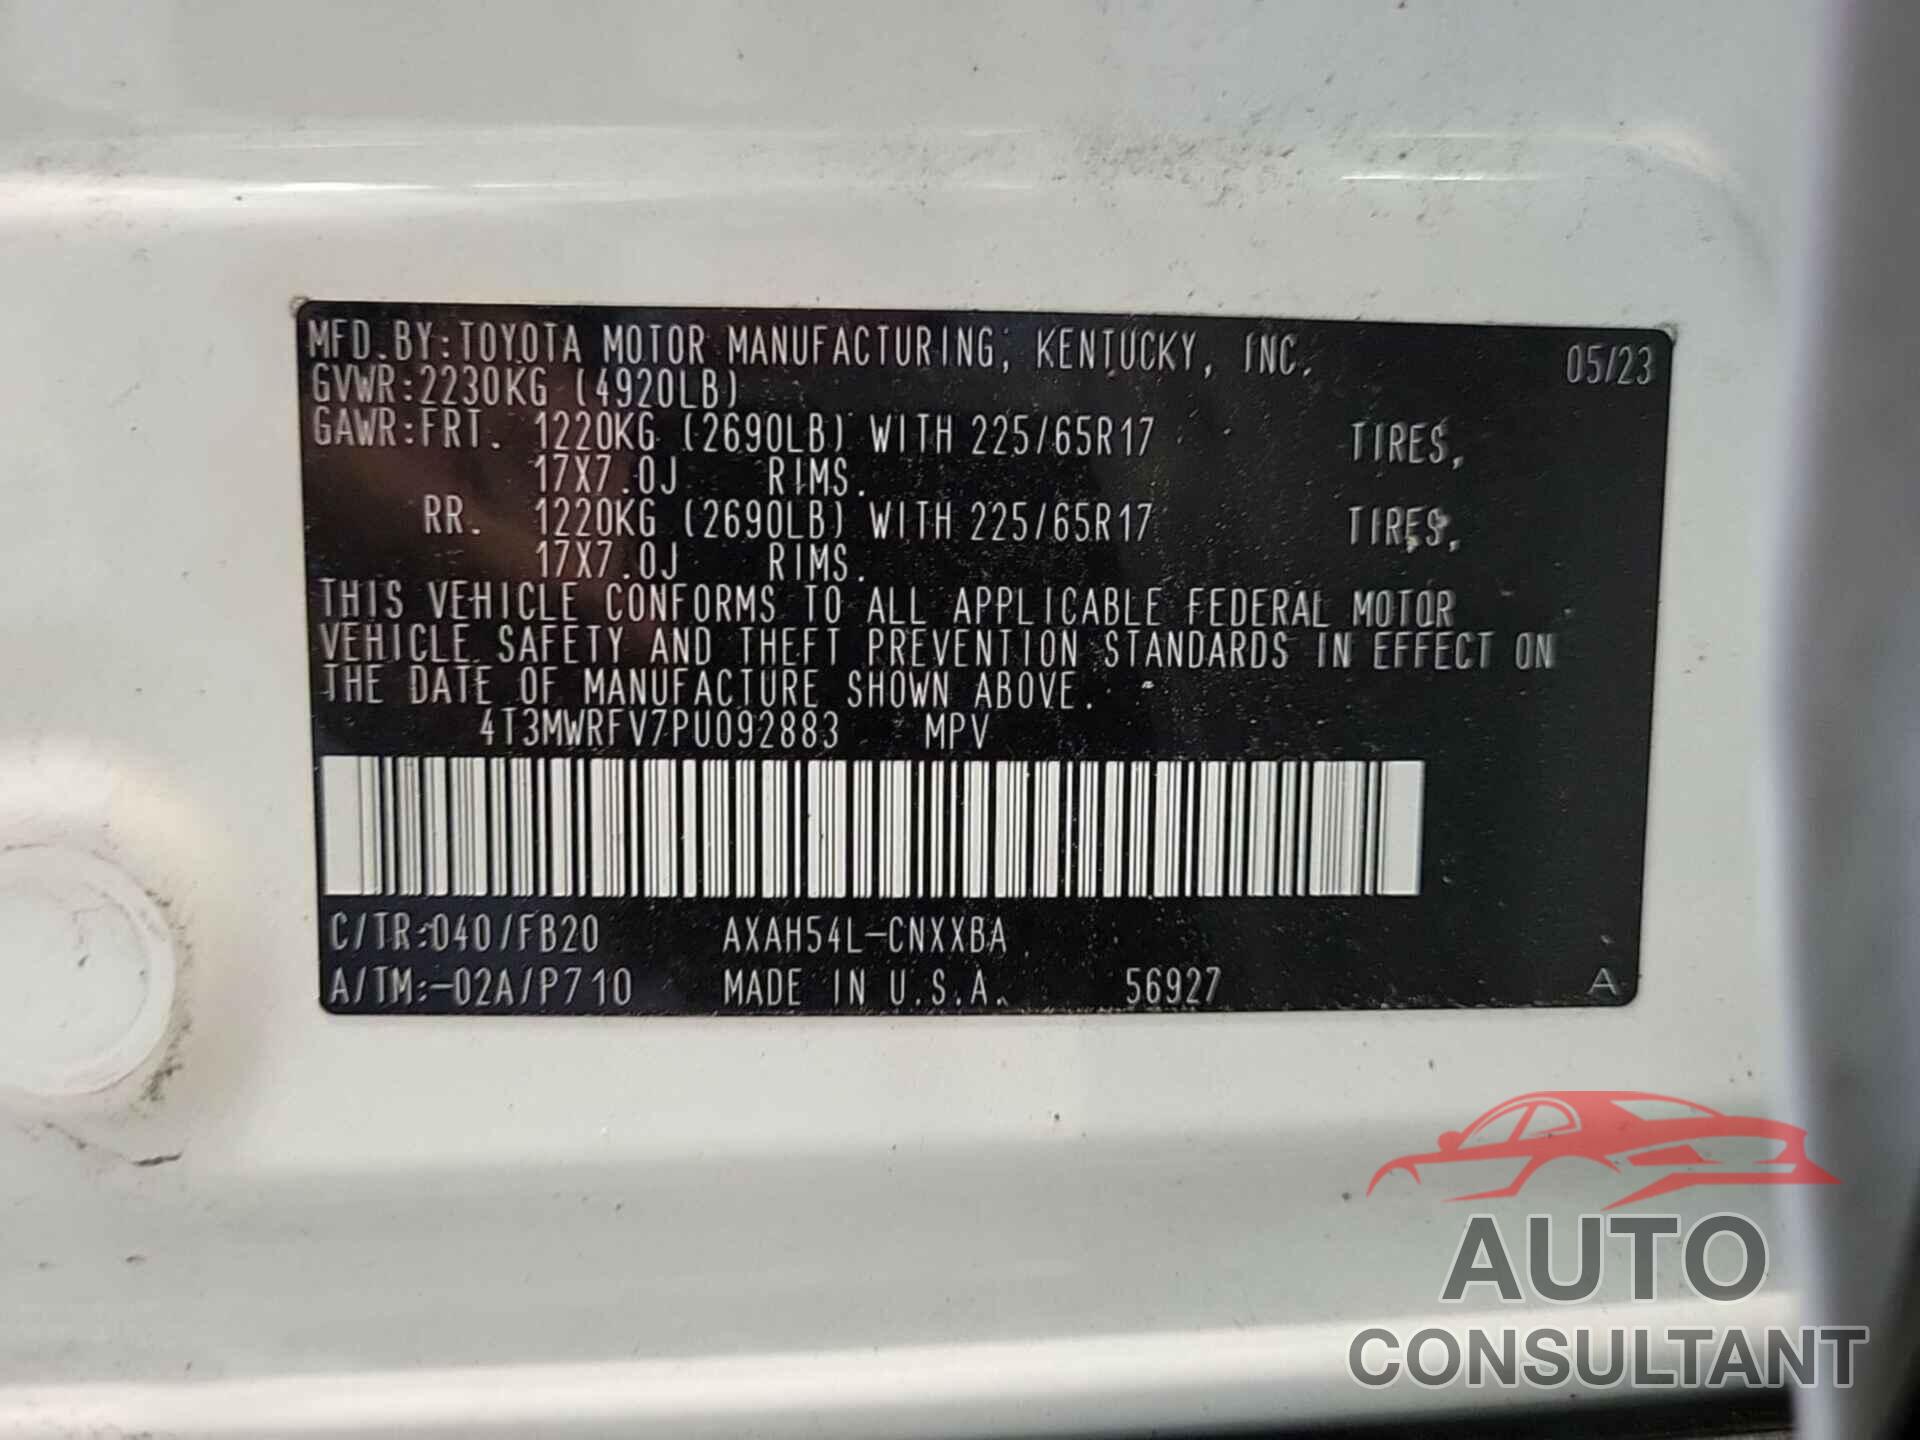 MFD.BY:TOYOTA MOTOR MANUFACTURING, KENTUCKY, INC. 05/23
GVWR:2230KG (4920LB)
GAWR:FRT. 1220KG (2690LB) WITH 225/65R17 TIRES,
17X7.0J RIMS.
RR. 1220KG (2690LB) WITH 225/65R17 TIRES,
17X7.0J RIMS.
THIS VEHICLE CONFORMS TO ALL APPLICABLE FEDERAL MOTOR
VEHICLE SAFETY AND THEFT PREVENTION STANDARDS IN EFFECT ON
THE DATE OF MANUFACTURE SHOWN ABOVE.
4T3MWRFV7PU092883 MPV
C/TR:040/FB20 AXAH54L-CNXXBA
A/TM:-02A/P710 MADE IN U.S.A. 56927 A
AUTO
CONSULTANT